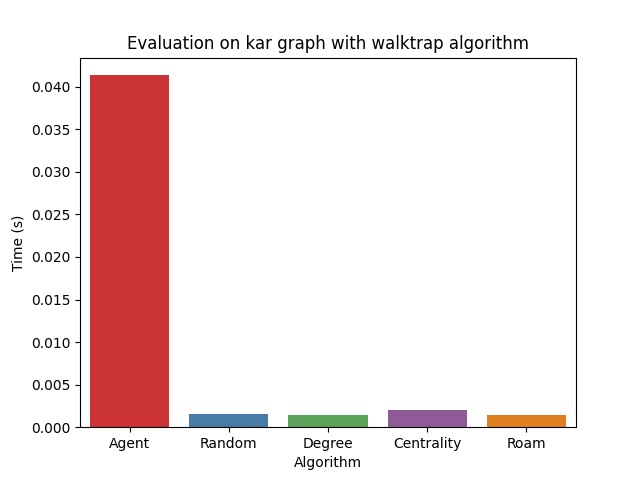 Evaluation on kar graph with walktrap algorithm
0.040
0.035
0.030
0.025
0.020
0.015
0.010
0.005
0.000
Time (s)
Agent Random Degree Centrality Roam
Algorithm